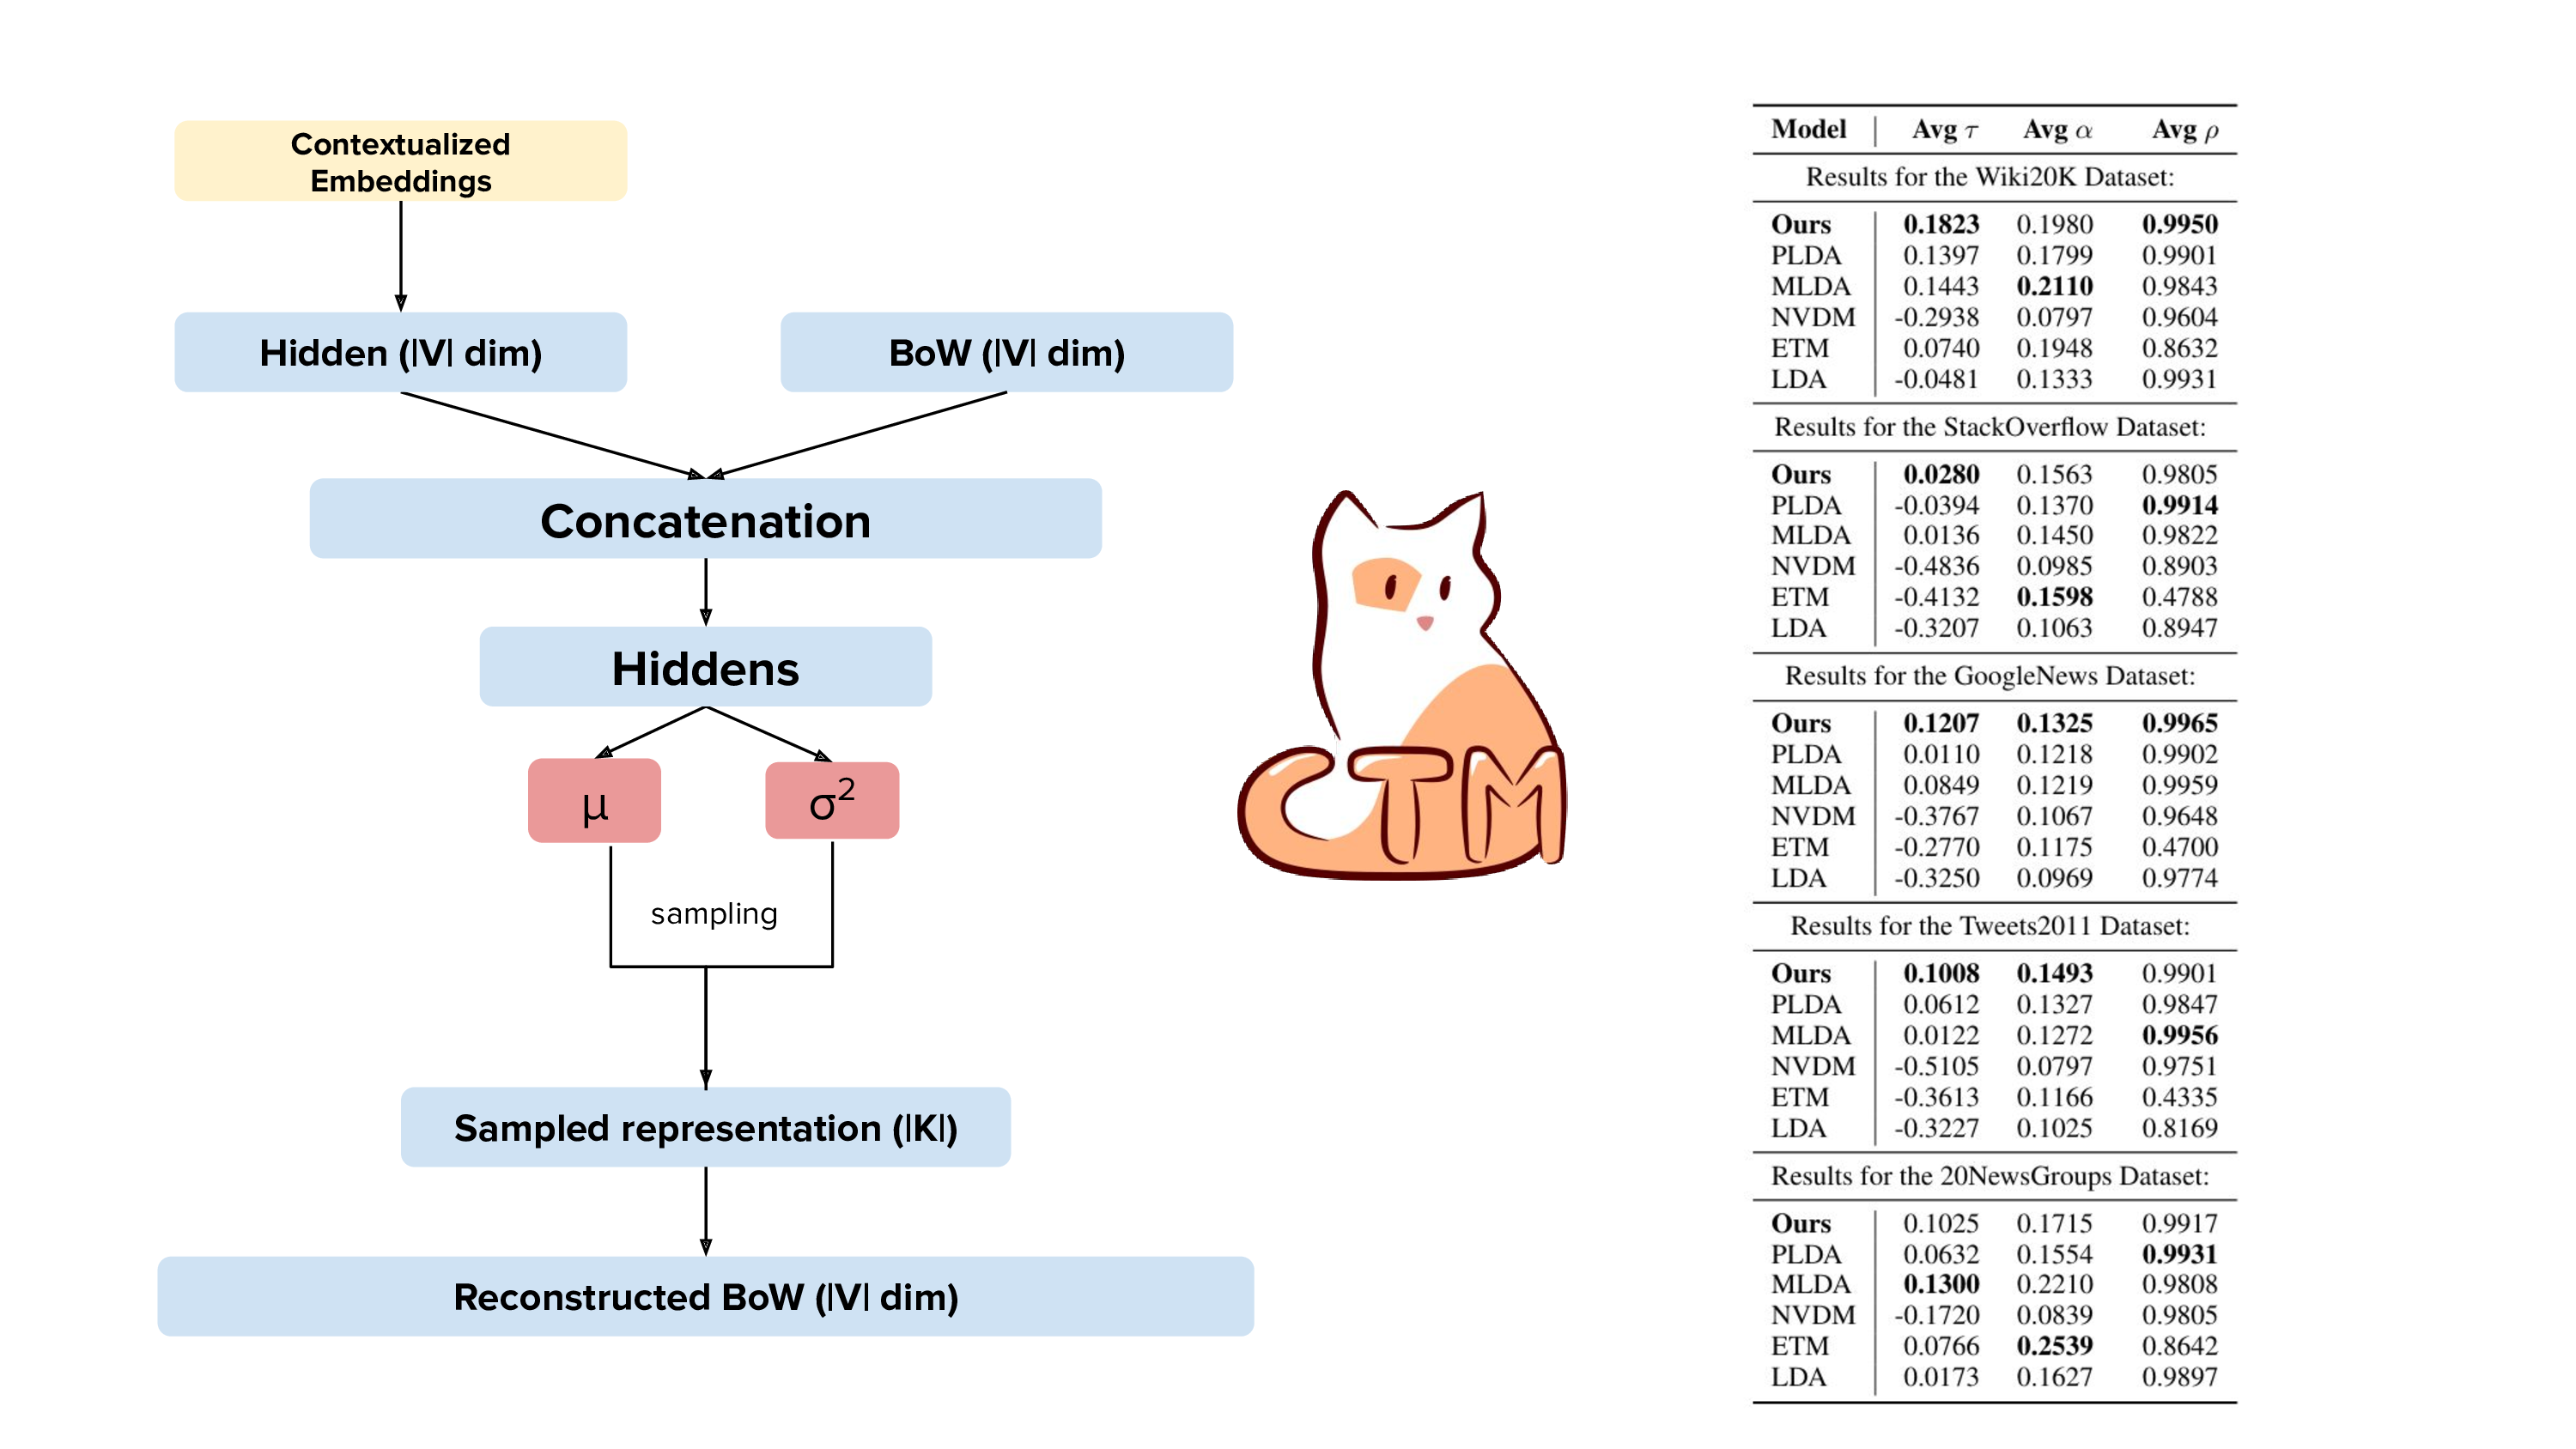 Contextualized
Embeddings
Hidden (|V| dim)
BoW (|V| dim)
Concatenation
Hiddens
μ
σ²
sampling
Sampled representation (|K|)
Reconstructed BoW (|V| dim)
CTM
Model Avg τ Avg α Avg ρ
Results for the Wiki20K Dataset:
Ours 0.1823 0.1980 0.9950
PLDA 0.1397 0.1799 0.9901
MLDA 0.1443 0.2110 0.9843
NVDM -0.2938 0.0797 0.9604
ETM 0.0740 0.1948 0.8632
LDA -0.0481 0.1333 0.9931
Results for the StackOverflow Dataset:
Ours 0.0280 0.1563 0.9805
PLDA -0.0394 0.1370 0.9914
MLDA 0.0136 0.1450 0.9822
NVDM -0.4836 0.0985 0.8903
ETM -0.4132 0.1598 0.4788
LDA -0.3207 0.1063 0.8947
Results for the GoogleNews Dataset:
Ours 0.1207 0.1325 0.9965
PLDA 0.0110 0.1218 0.9902
MLDA 0.0849 0.1219 0.9959
NVDM -0.3767 0.1067 0.9648
ETM -0.2770 0.1175 0.4700
LDA -0.3250 0.0969 0.9774
Results for the Tweets2011 Dataset:
Ours 0.1008 0.1493 0.9901
PLDA 0.0612 0.1327 0.9847
MLDA 0.0122 0.1272 0.9956
NVDM -0.5105 0.0797 0.9751
ETM -0.3613 0.1166 0.4335
LDA -0.3227 0.1025 0.8169
Results for the 20NewsGroups Dataset:
Ours 0.1025 0.1715 0.9917
PLDA 0.0632 0.1554 0.9931
MLDA 0.1300 0.2210 0.9808
NVDM -0.1720 0.0839 0.9805
ETM 0.0766 0.2539 0.8642
LDA 0.0173 0.1627 0.9897